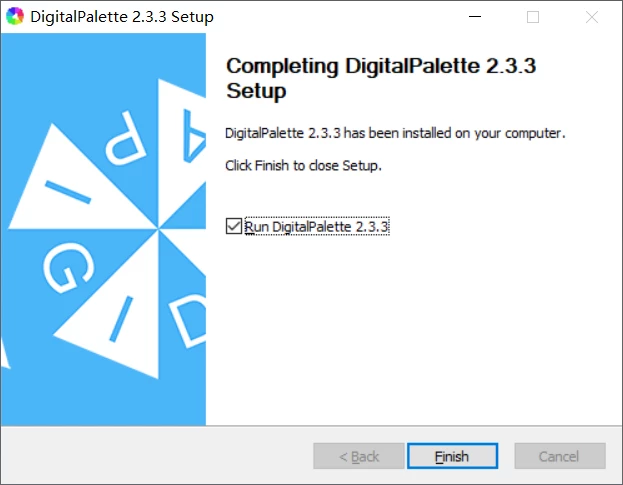 DigitalPalette 2.3.3 Setup
Completing DigitalPalette 2.3.3
Setup
DigitalPalette 2.3.3 has been installed on your computer.
Click Finish to close Setup.
Run DigitalPalette 2.3.3
P A
I
G
I D
< Back Finish Cancel